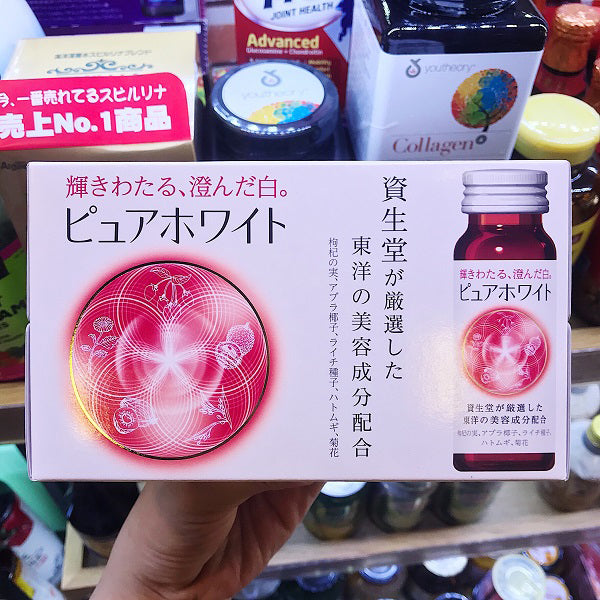 JOINT HEALTH
Advanced
Glucosamine + Chondroitin
youtheory
youtheory
Collagen+
今、一番売れてるスピルリナ
売上No.1商品
輝きわたる、澄んだ白。
ピュアホワイト
資生堂が厳選した
東洋の美容成分配合
枸杞の実、アブラ椰子、ライチ種子、ハトムギ、菊花
輝きわたる、澄んだ白。
ピュアホワイト
資生堂が厳選した
東洋の美容成分配合
枸杞の実、アブラ椰子、ライチ種子、
ハトムギ、菊花